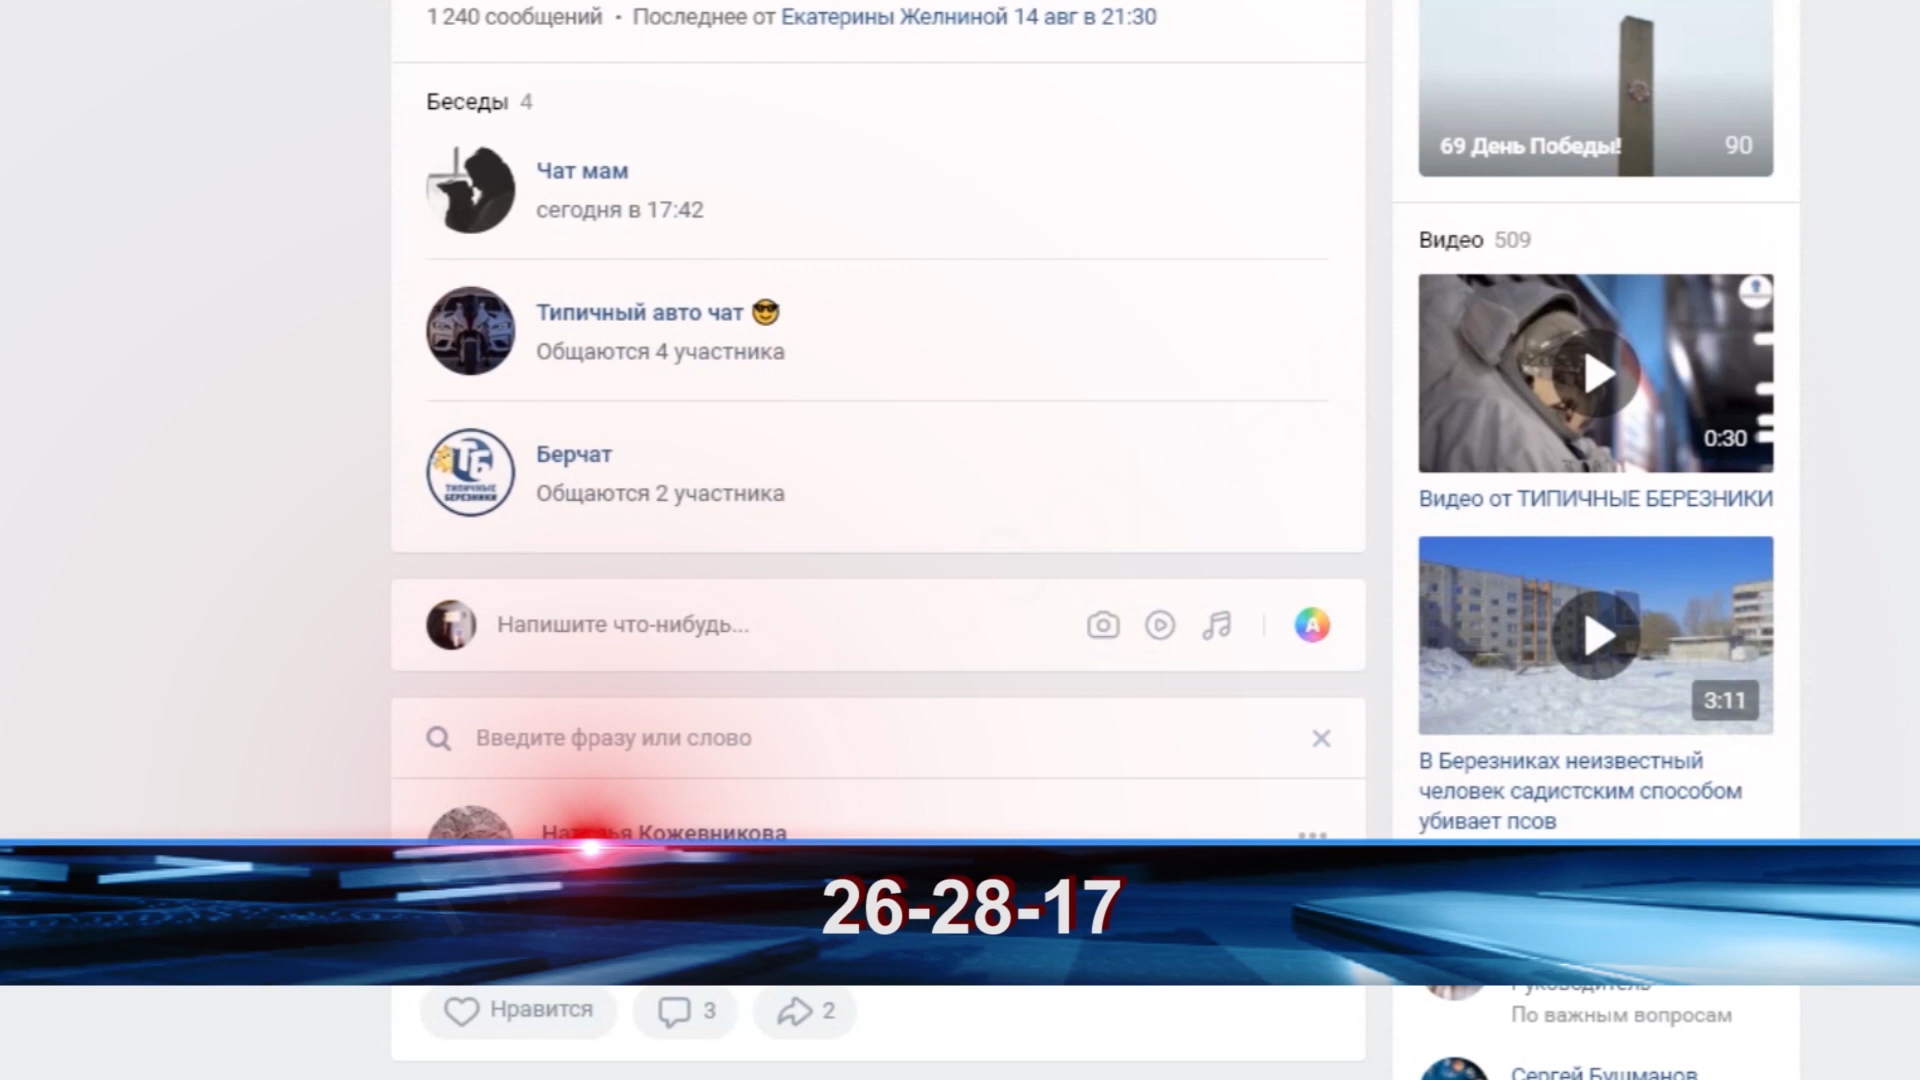 1 240 сообщений · Последнее от Екатерины Желниной 14 авг в 21:30
Беседы 4
Чат мам
сегодня в 17:42
Типичный авто чат 😎
Общаются 4 участника
ТБ
ТИПИЧНЫЕ
БЕРЕЗНИКИ
Берчат
Общаются 2 участника
Напишите что-нибудь...
A
Введите фразу или слово
Наталья Кожевникова
69 День Победы! 90
Видео 509
0:30
Видео от ТИПИЧНЫЕ БЕРЕЗНИКИ
3:11
В Березниках неизвестный
человек садистским способом
убивает псов
26-28-17
Нравится 3 2
Руководитель
По важным вопросам
Сергей Бушманов